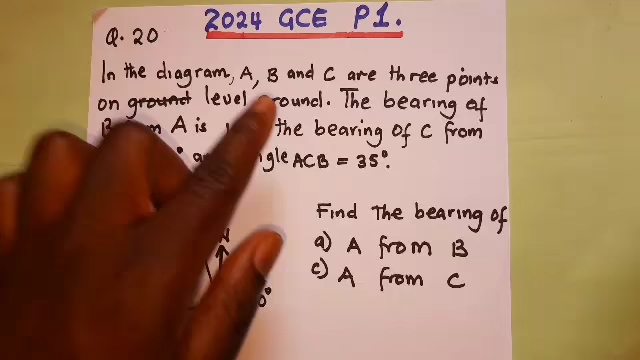 2024 GCE P1.
Q. 20
In the diagram, A, B and C are three points
on ground level ground. The bearing of
A is the bearing of C from
ACB = 35°.
Find the bearing of
a) A from B
c) A from C